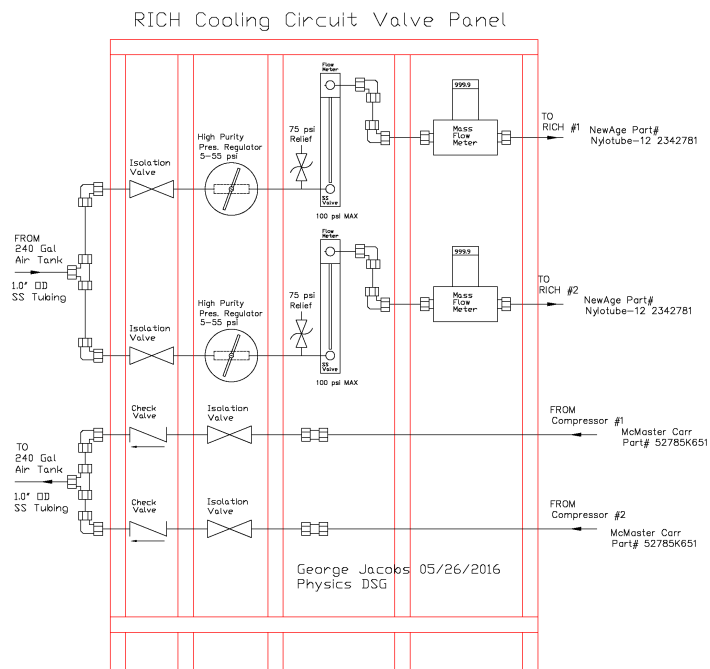 RICH Cooling Circuit Valve Panel
Flow
Meter
999.9
TO
RICH #1
NewAge Part#
Nylotube-12 2342781
Mass
Flow
Meter
75 psi
Relief
High Purity
Pres. Regulator
5-55 psi
Isolation
Valve
SS
Valve
100 psi MAX
FROM
240 Gal
Air Tank
1.0" OD
SS Tubing
Flow
Meter
999.9
TO
RICH #2
NewAge Part#
Nylotube-12 2342781
Mass
Flow
Meter
75 psi
Relief
High Purity
Pres. Regulator
5-55 psi
Isolation
Valve
SS
Valve
100 psi MAX
Check
Valve
Isolation
Valve
FROM
Compressor #1
McMaster Carr
Part# 52785K651
TO
240 Gal
Air Tank
1.0" OD
SS Tubing
Check
Valve
Isolation
Valve
FROM
Compressor #2
McMaster Carr
Part# 52785K651
George Jacobs 05/26/2016
Physics DSG